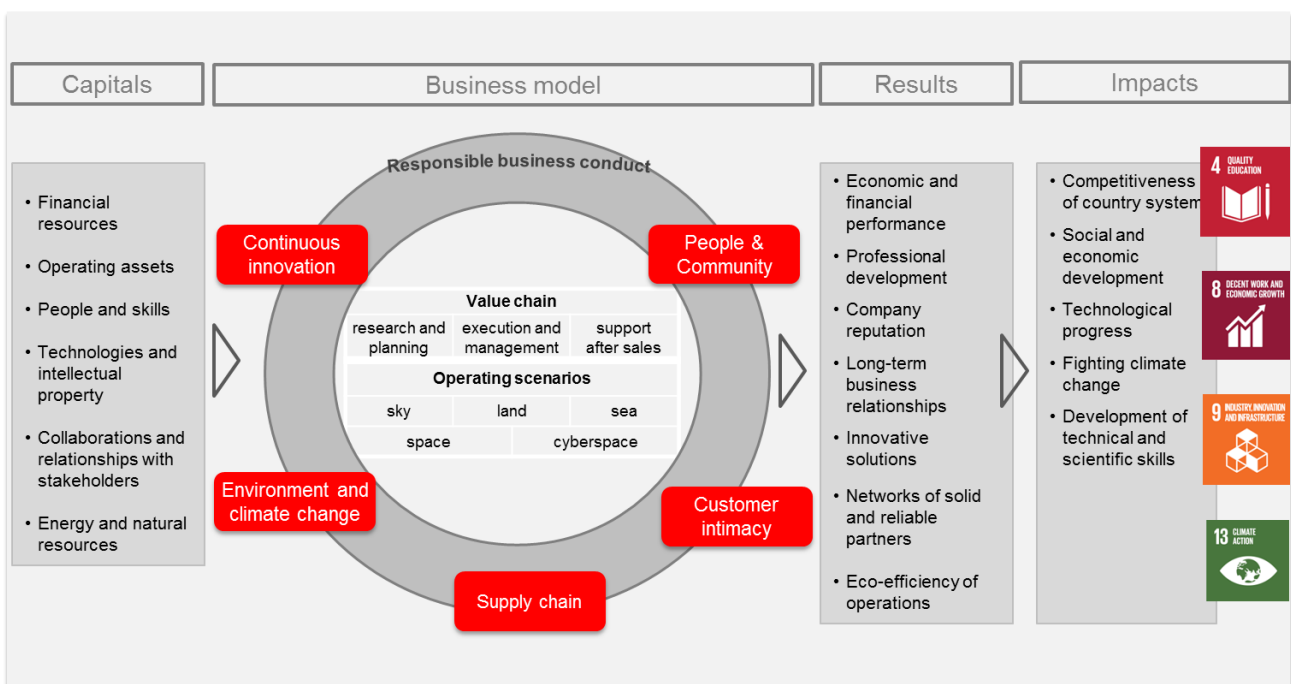 Capitals
Business model
Results
Impacts
• Financial
resources
• Operating assets
• People and skills
• Technologies and
intellectual
property
• Collaborations and
relationships with
stakeholders
• Energy and natural
resources
Responsible business conduct
Continuous
innovation
People &
Community
Value chain
research and
planning
execution and
management
support
after sales
Operating scenarios
sky
land
sea
space
cyberspace
Environment and
climate change
Customer
intimacy
Supply chain
• Economic and
financial
performance
• Professional
development
• Company
reputation
• Long-term
business
relationships
• Innovative
solutions
• Networks of solid
and reliable
partners
• Eco-efficiency of
operations
• Competitiveness
of country system
• Social and
economic
development
• Technological
progress
• Fighting climate
change
• Development of
technical and
scientific skills
4 QUALITY
EDUCATION
8 DECENT WORK AND
ECONOMIC GROWTH
9 INDUSTRY, INNOVATION
AND INFRASTRUCTURE
13 CLIMATE
ACTION